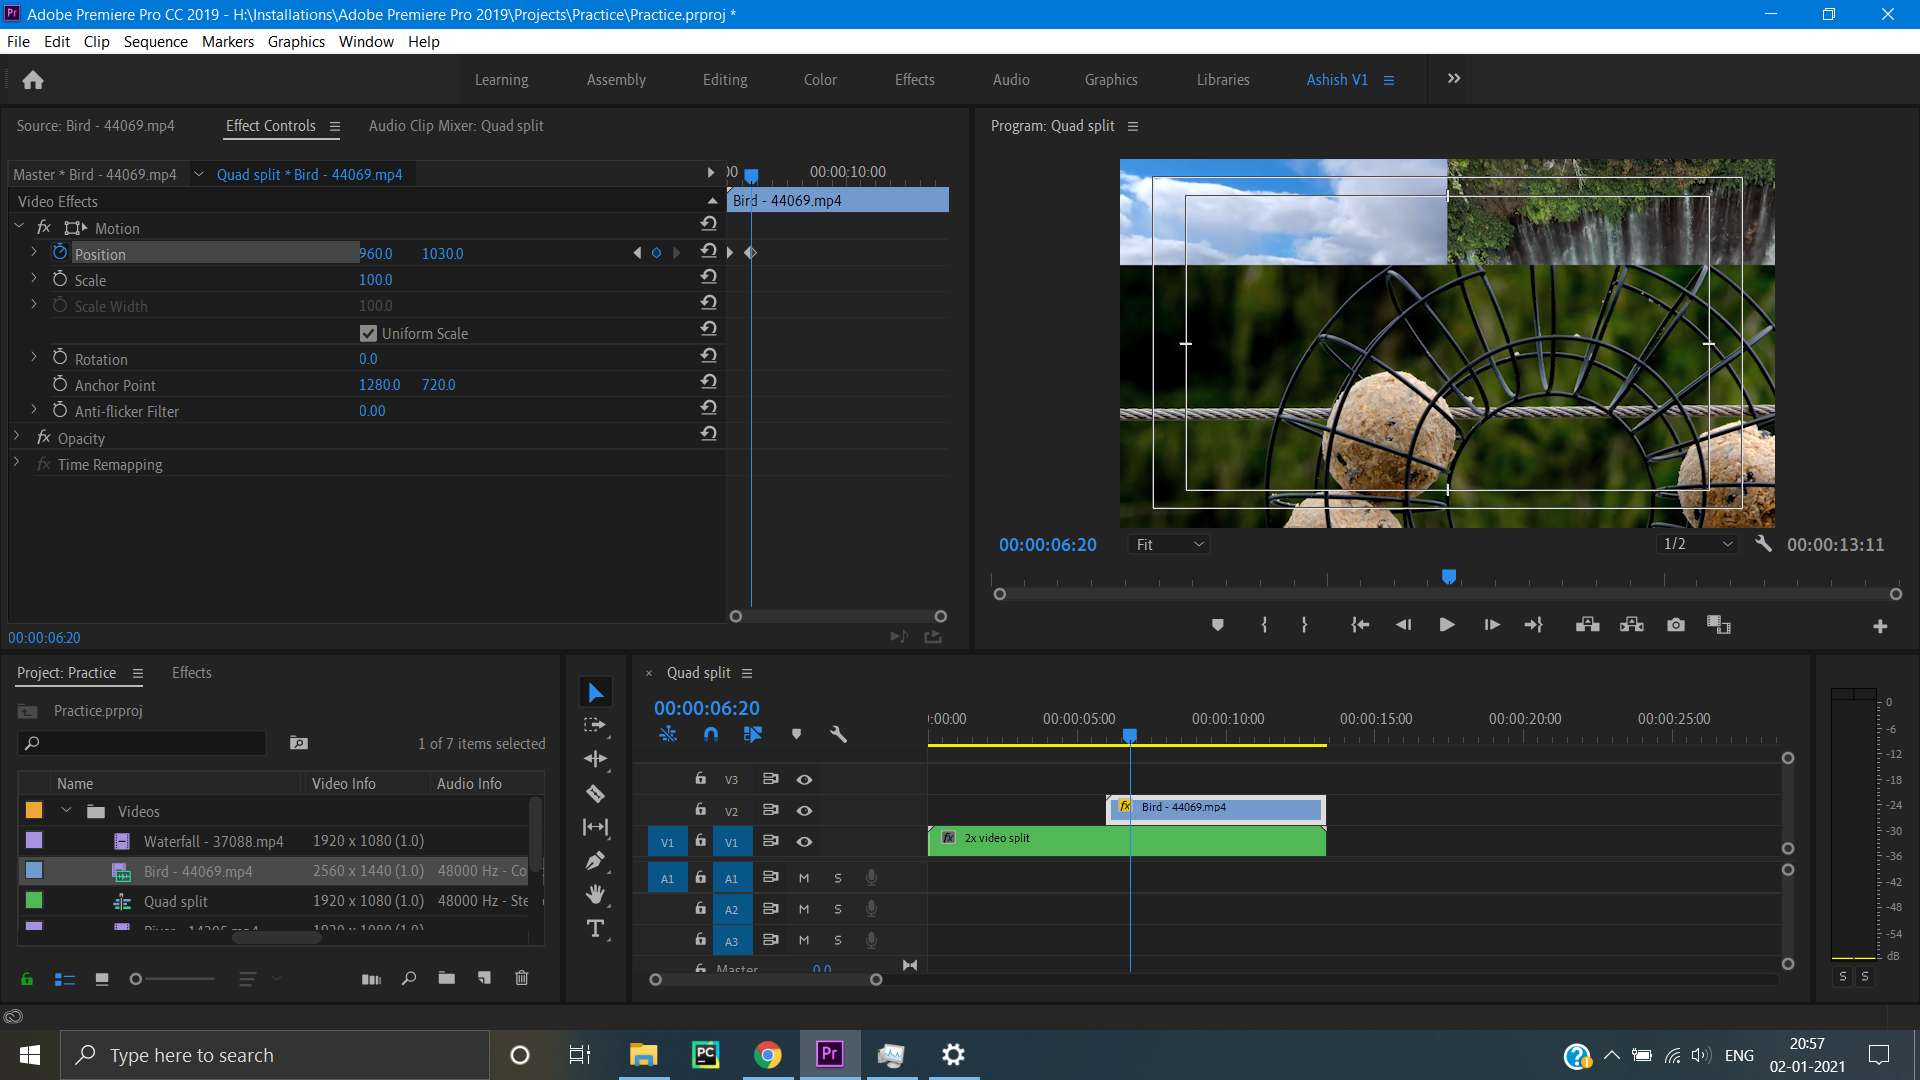 Adobe Premiere Pro CC 2019 - H:\Installations\Adobe Premiere Pro 2019\Projects\Practice\Practice.prproj *
File Edit Clip Sequence Markers Graphics Window Help
Learning Assembly Editing Color Effects Audio Graphics Libraries Ashish V1
Source: Bird - 44069.mp4 Effect Controls Audio Clip Mixer: Quad split
Program: Quad split
Master * Bird - 44069.mp4 Quad split * Bird - 44069.mp4
00:00:10:00
Video Effects
Bird - 44069.mp4
fx Motion
Position 960.0 1030.0
Scale 100.0
Scale Width 100.0
Uniform Scale
Rotation 0.0
Anchor Point 1280.0 720.0
Anti-flicker Filter 0.00
fx Opacity
fx Time Remapping
00:00:06:20
00:00:06:20 Fit 1/2 00:00:13:11
Project: Practice Effects
Practice.prproj
1 of 7 items selected
Name Video Info Audio Info
Videos
Waterfall - 37088.mp4 1920 x 1080 (1.0)
Bird - 44069.mp4 2560 x 1440 (1.0) 48000 Hz - Co
Quad split 1920 x 1080 (1.0) 48000 Hz - Ste
Quad split
00:00:06:20
:00:00 00:00:05:00 00:00:10:00 00:00:15:00 00:00:20:00 00:00:25:00
V3
V2 fx Bird - 44069.mp4
V1 V1 fx 2x video split
A1 A1 M S
A2 M S
A3 M S
Master 0.0
0
-6
-12
-18
-24
-30
-36
-42
-48
-54
dB
S S
Type here to search
PC
Pr
ENG
20:57
02-01-2021